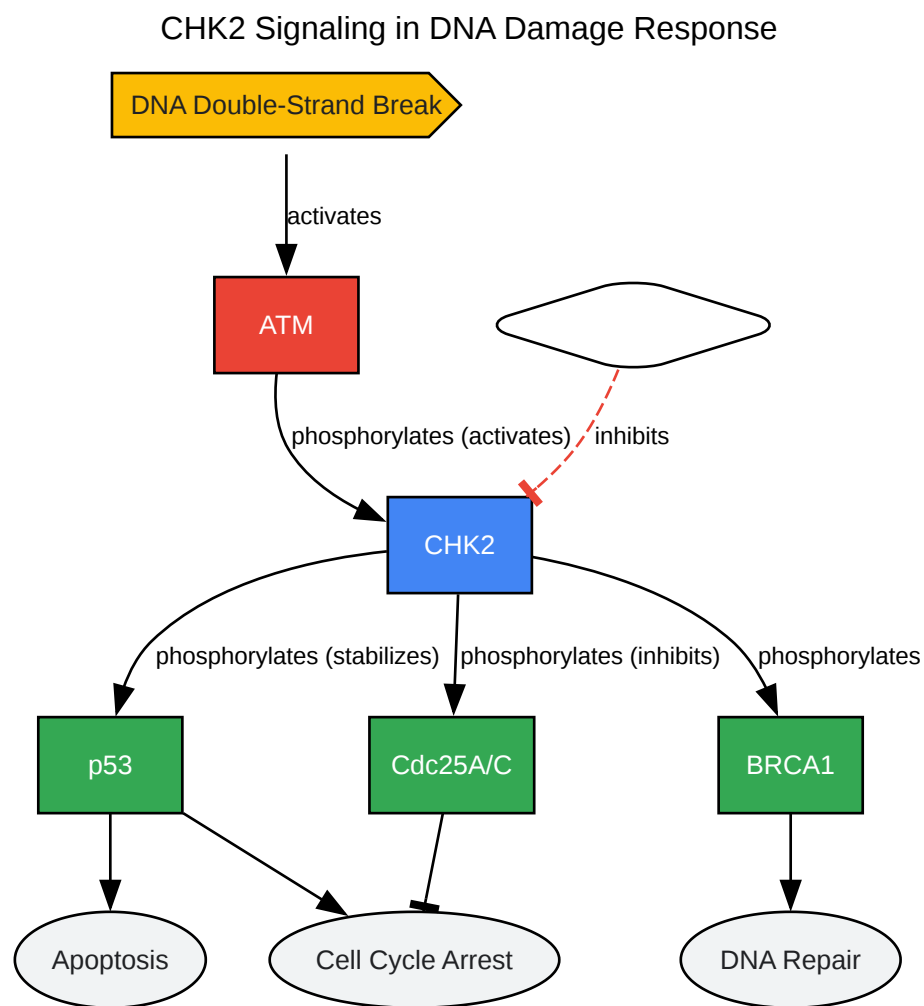 CHK2 Signaling in DNA Damage Response
DNA Double-Strand Break
activates
ATM
phosphorylates (activates)
inhibits
CHK2
phosphorylates (stabilizes)
phosphorylates (inhibits)
phosphorylates
p53
Cdc25A/C
BRCA1
Apoptosis
Cell Cycle Arrest
DNA Repair